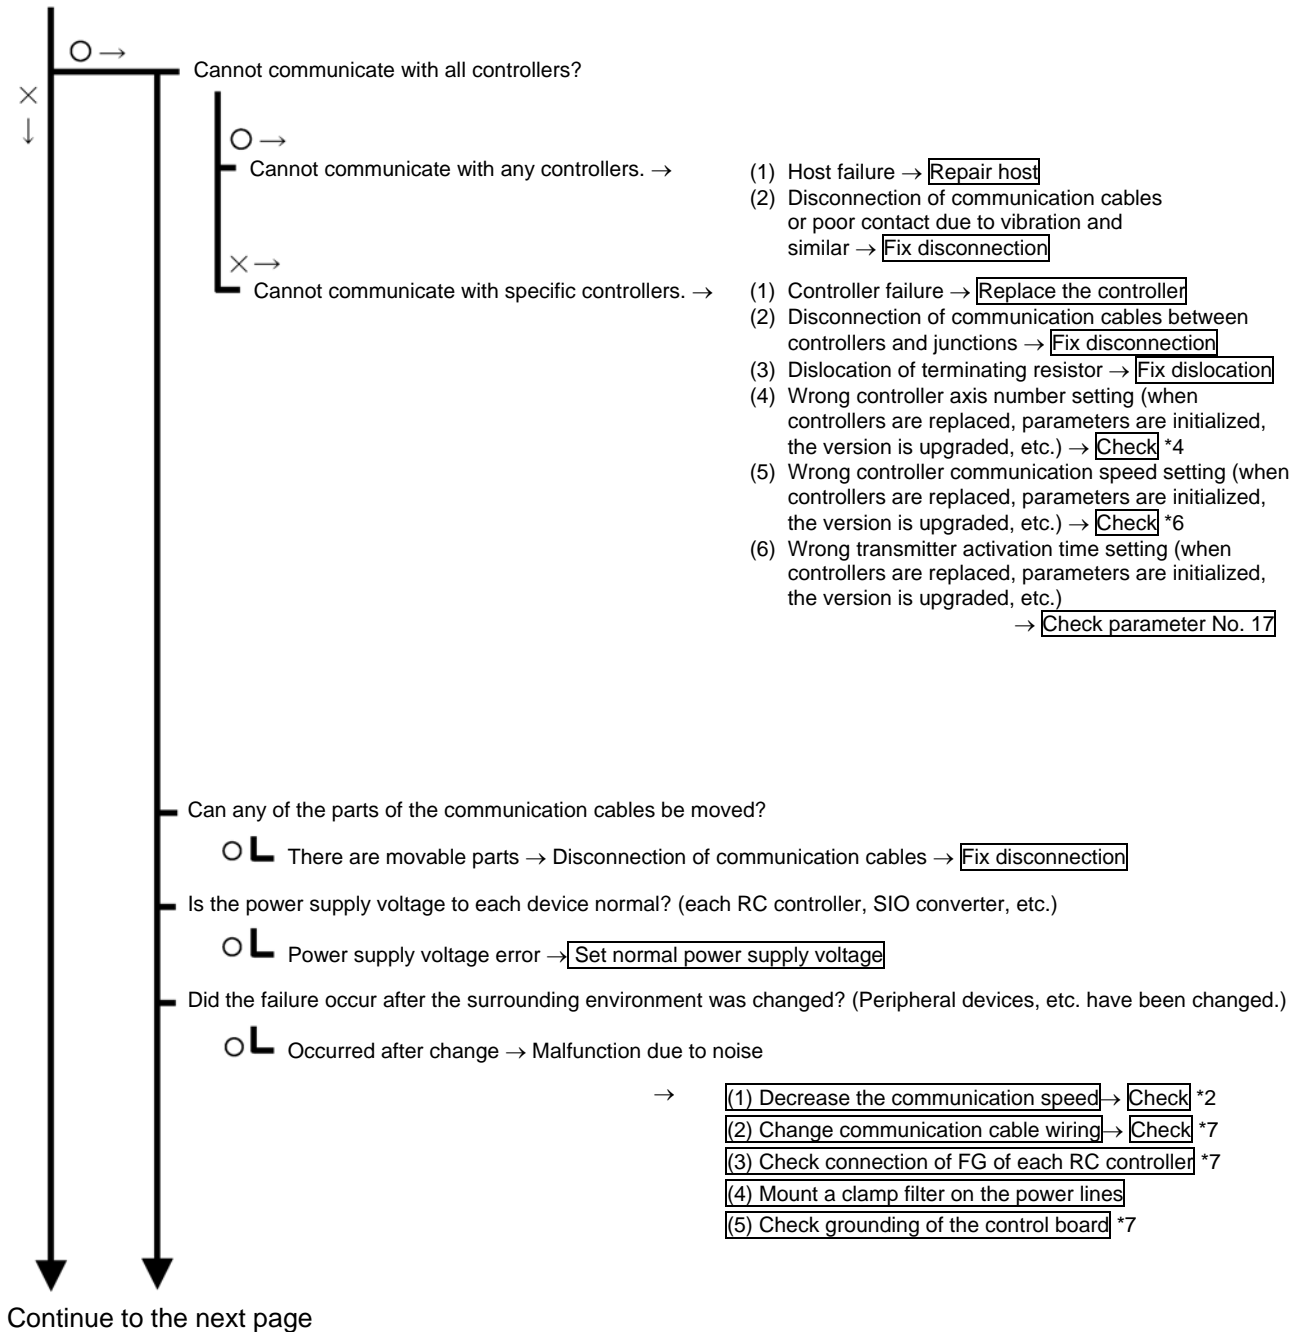 ○ →
Cannot communicate with all controllers?
×
↓
○ →
Cannot communicate with any controllers. →
(1) Host failure → Repair host
(2) Disconnection of communication cables
or poor contact due to vibration and
similar → Fix disconnection
× →
Cannot communicate with specific controllers. →
(1) Controller failure → Replace the controller
(2) Disconnection of communication cables between
controllers and junctions → Fix disconnection
(3) Dislocation of terminating resistor → Fix dislocation
(4) Wrong controller axis number setting (when
controllers are replaced, parameters are initialized,
the version is upgraded, etc.) → Check *4
(5) Wrong controller communication speed setting (when
controllers are replaced, parameters are initialized,
the version is upgraded, etc.) → Check *6
(6) Wrong transmitter activation time setting (when
controllers are replaced, parameters are initialized,
the version is upgraded, etc.)
→ Check parameter No. 17
Can any of the parts of the communication cables be moved?
○ There are movable parts → Disconnection of communication cables → Fix disconnection
Is the power supply voltage to each device normal? (each RC controller, SIO converter, etc.)
○ Power supply voltage error → Set normal power supply voltage
Did the failure occur after the surrounding environment was changed? (Peripheral devices, etc. have been changed.)
○ Occurred after change → Malfunction due to noise
→ (1) Decrease the communication speed → Check *2
(2) Change communication cable wiring → Check *7
(3) Check connection of FG of each RC controller *7
(4) Mount a clamp filter on the power lines
(5) Check grounding of the control board *7
Continue to the next page